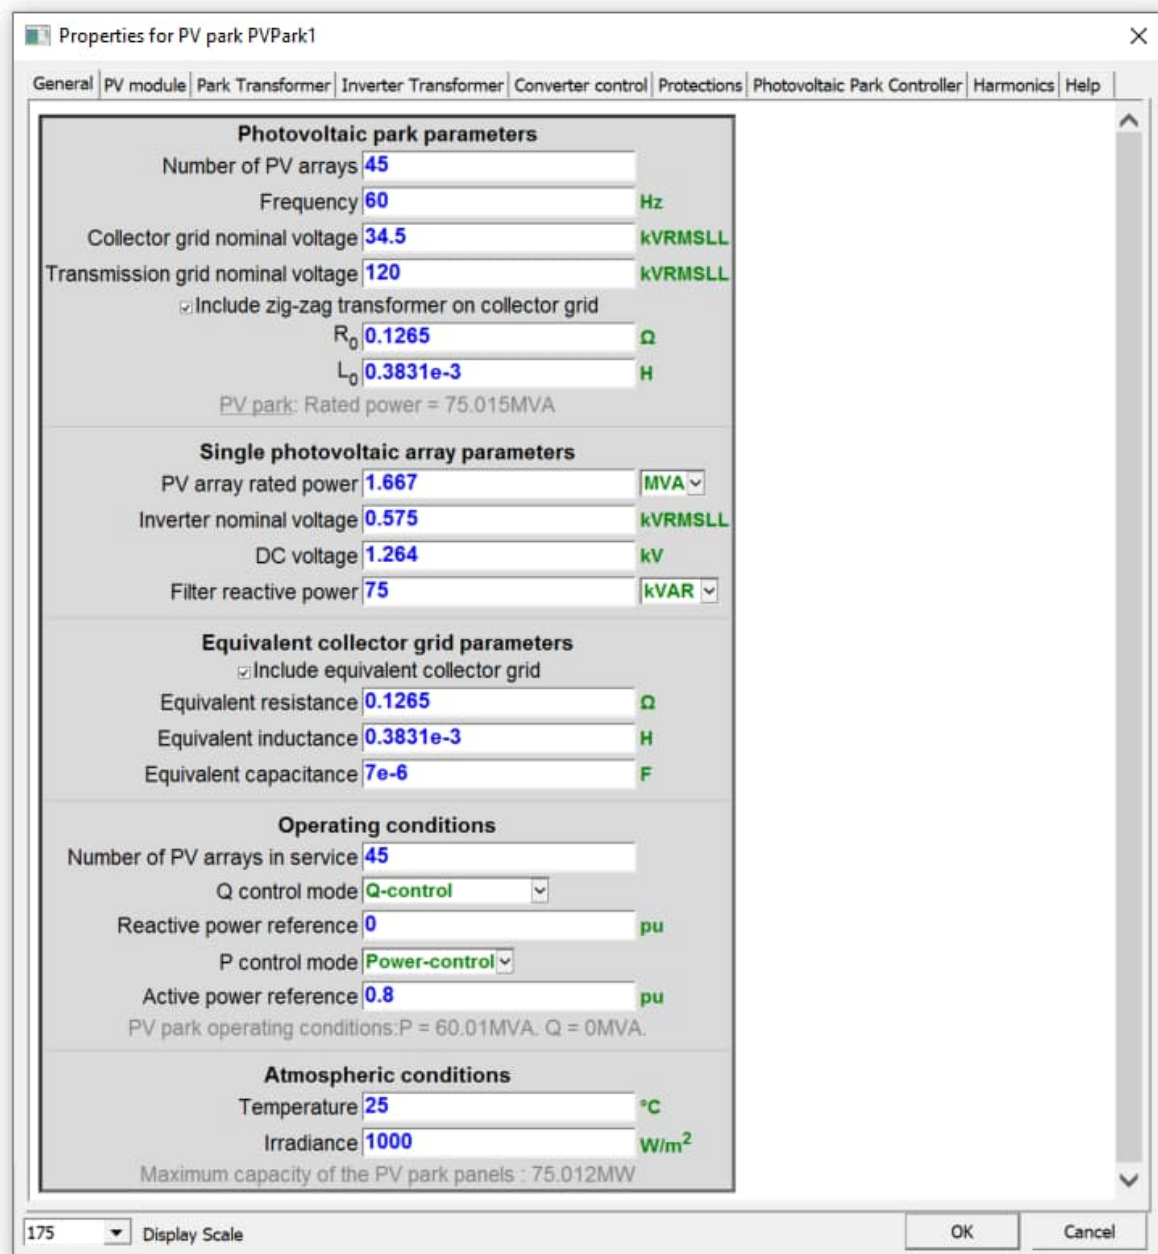 Properties for PV park PVPark1
General PV module Park Transformer Inverter Transformer Converter control Protections Photovoltaic Park Controller Harmonics Help
Photovoltaic park parameters
Number of PV arrays 45
Frequency 60 Hz
Collector grid nominal voltage 34.5 kVRMSLL
Transmission grid nominal voltage 120 kVRMSLL
Include zig-zag transformer on collector grid
R0 0.1265 Ω
L0 0.3831e-3 H
PV park: Rated power = 75.015MVA
Single photovoltaic array parameters
PV array rated power 1.667 MVA
Inverter nominal voltage 0.575 kVRMSLL
DC voltage 1.264 kV
Filter reactive power 75 kVAR
Equivalent collector grid parameters
Include equivalent collector grid
Equivalent resistance 0.1265 Ω
Equivalent inductance 0.3831e-3 H
Equivalent capacitance 7e-6 F
Operating conditions
Number of PV arrays in service 45
Q control mode Q-control
Reactive power reference 0 pu
P control mode Power-control
Active power reference 0.8 pu
PV park operating conditions:P = 60.01MVA. Q = 0MVA.
Atmospheric conditions
Temperature 25 °C
Irradiance 1000 W/m²
Maximum capacity of the PV park panels : 75.012MW
175 Display Scale OK Cancel